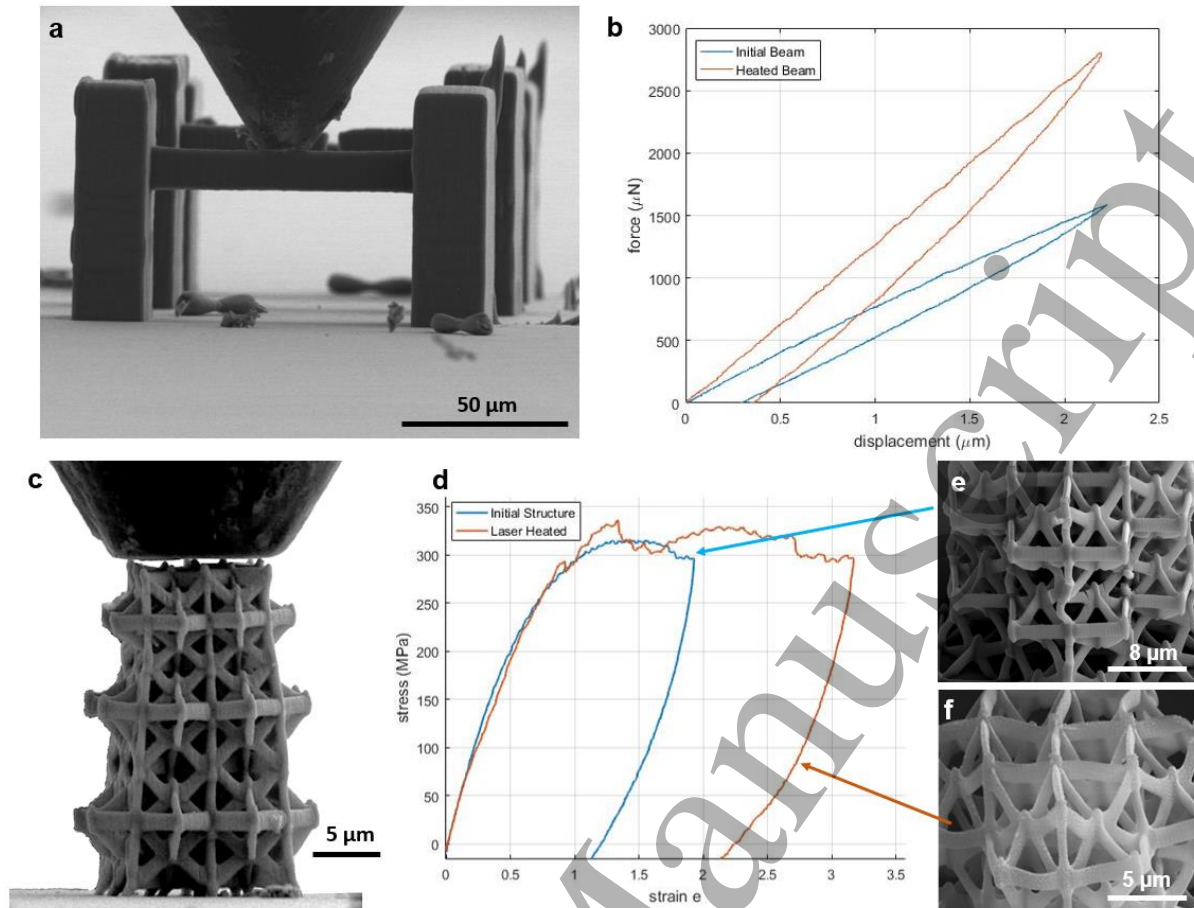 a
50 µm
b
Initial Beam
Heated Beam
3000
2500
2000
1500
1000
500
0
force (µN)
0
0.5
1
1.5
2
2.5
displacement (µm)
c
5 µm
d
Initial Structure
Laser Heated
350
300
250
200
150
100
50
0
stress (MPa)
0
0.5
1
1.5
2
2.5
3
3.5
strain e
e
8 µm
f
5 µm
Manuscript